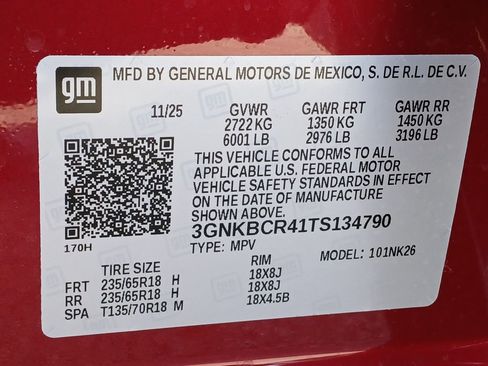 gm MFD BY GENERAL MOTORS DE MEXICO, S. DE R.L. DE C.V.
11/25 GVWR GAWR FRT GAWR RR
2722 KG 1350 KG 1450 KG
6001 LB 2976 LB 3196 LB
THIS VEHICLE CONFORMS TO ALL
APPLICABLE U.S. FEDERAL MOTOR
VEHICLE SAFETY STANDARDS IN EFFECT
ON THE DATE OF MANUFACTURE
SHOWN ABOVE.
3GNKBCR41TS134790
170H TYPE: MPV MODEL: 101NK26
TIRE SIZE RIM
FRT 235/65R18 H 18X8J
RR 235/65R18 H 18X8J
SPA T135/70R18 M 18X4.5B